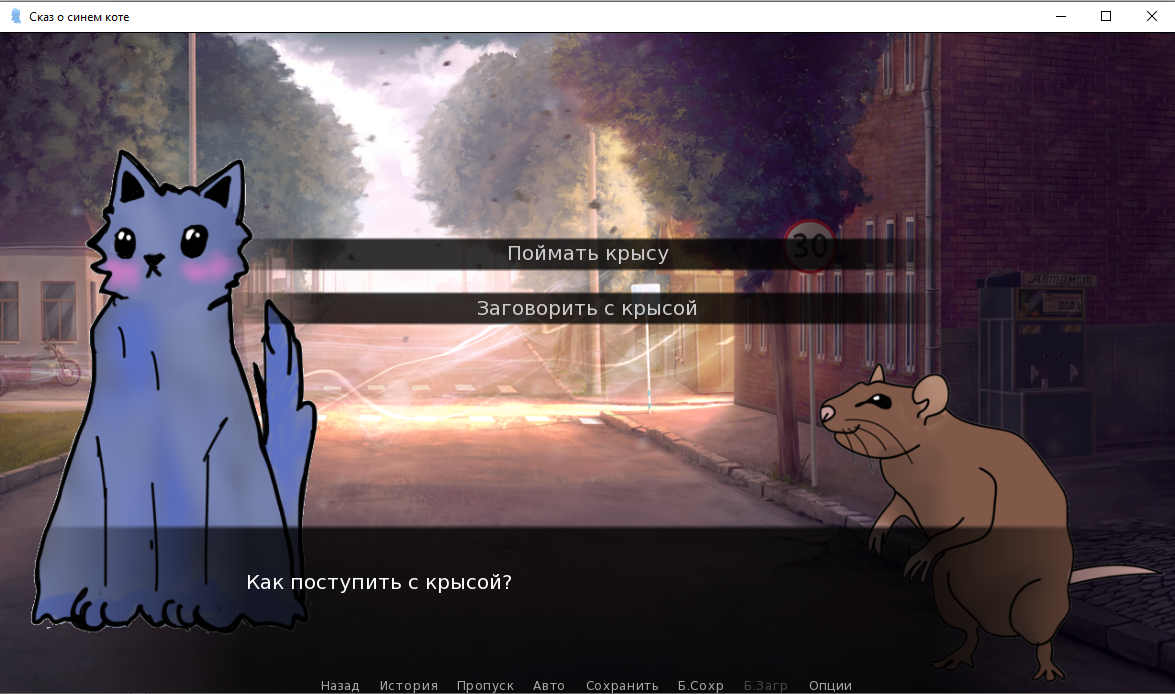 Сказ о синем коте
Поймать крысу
30
Заговорить с крысой
Автомат
Как поступить с крысой?
Назад История Пропуск Авто Сохранить Б.Сохр Б.Загр Опции